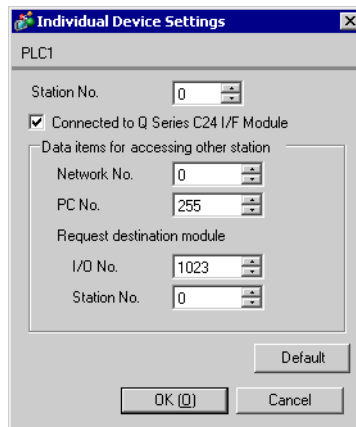 Individual Device Settings
PLC1
Station No. 0
Connected to Q Series C24 I/F Module
Data items for accessing other station
Network No. 0
PC No. 255
Request destination module
I/O No. 1023
Station No. 0
Default
OK (O) Cancel